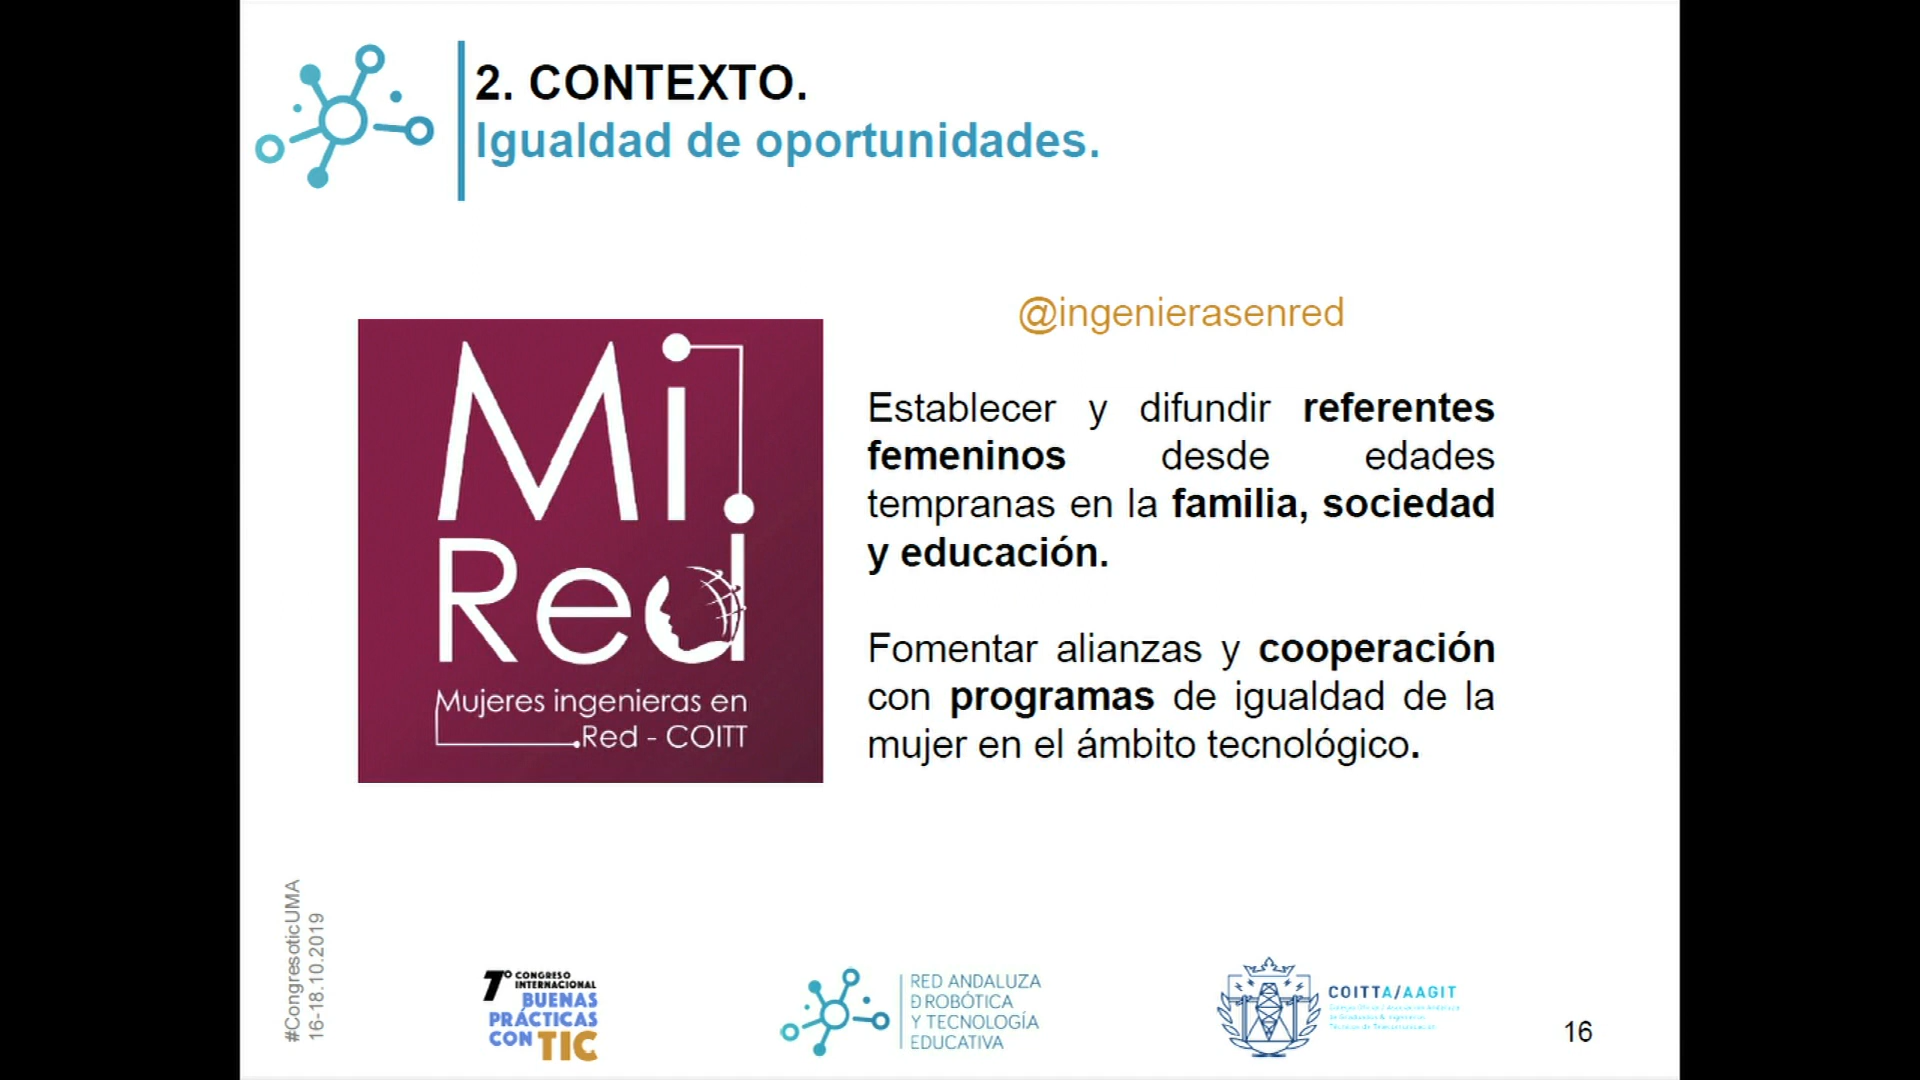 2. CONTEXTO.
Igualdad de oportunidades.
Mi
Red
Mujeres ingenieras en
Red - COITT
@ingenierasenred
Establecer y difundir referentes
femeninos desde edades
tempranas en la familia, sociedad
y educación.
Fomentar alianzas y cooperación
con programas de igualdad de la
mujer en el ámbito tecnológico.
#CongresoticUMA
16-18.10.2019
7º CONGRESO
INTERNACIONAL
BUENAS
PRÁCTICAS
CON TIC
RED ANDALUZA
D ROBÓTICA
Y TECNOLOGÍA
EDUCATIVA
COITTA/AAGIT
16